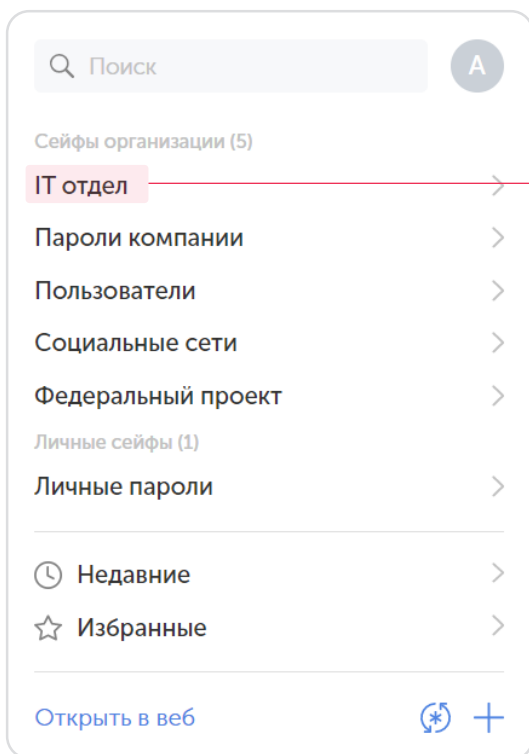 Поиск
A
Сейфы организации (5)
IT отдел
Пароли компании
Пользователи
Социальные сети
Федеральный проект
Личные сейфы (1)
Личные пароли
Недавние
Избранные
Открыть в веб